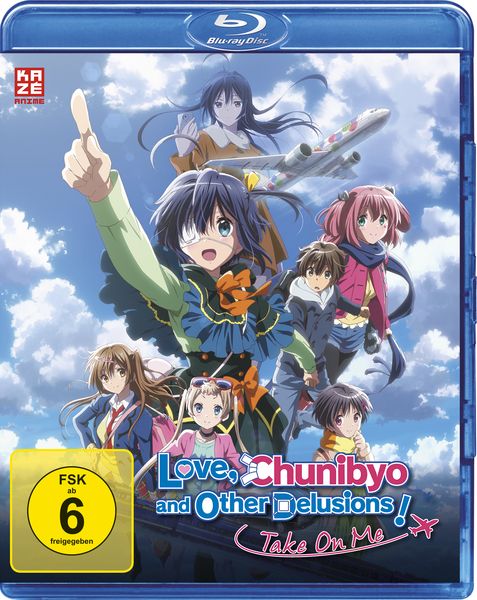 Blu-ray Disc
KAZÉ
ANIME
Love, Chunibyo
and Other Delusions!
Take On Me
FSK
ab
6
freigegeben